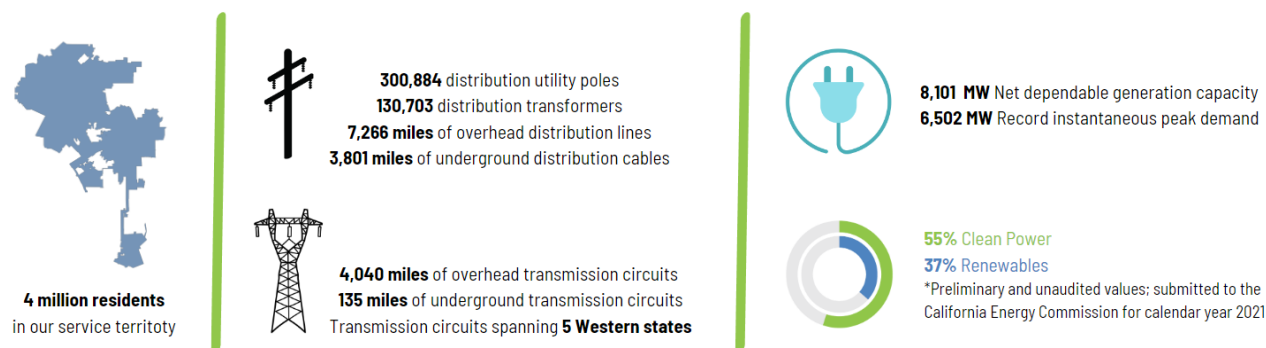 4 million residents
in our service territoty
300,884 distribution utility poles
130,703 distribution transformers
7,266 miles of overhead distribution lines
3,801 miles of underground distribution cables
4,040 miles of overhead transmission circuits
135 miles of underground transmission circuits
Transmission circuits spanning 5 Western states
8,101 MW Net dependable generation capacity
6,502 MW Record instantaneous peak demand
55% Clean Power
37% Renewables
*Preliminary and unaudited values; submitted to the
California Energy Commission for calendar year 2021